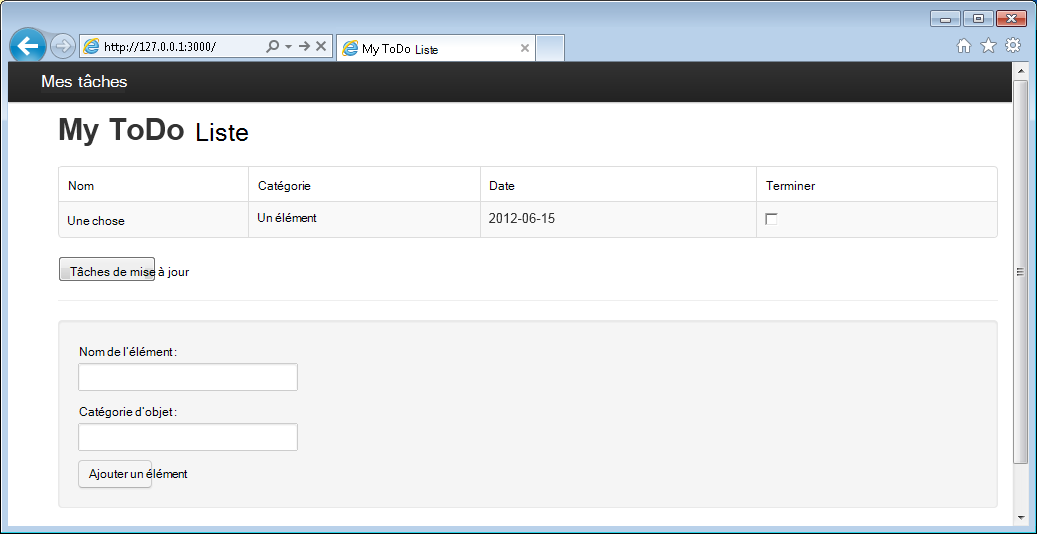 http://127.0.0.1:3000/
My ToDo Liste
Mes tâches
My ToDo Liste
Nom Catégorie Date Terminer
Une chose Un élément 2012-06-15
Tâches de mise à jour
Nom de l'élément :
Catégorie d'objet :
Ajouter un élément